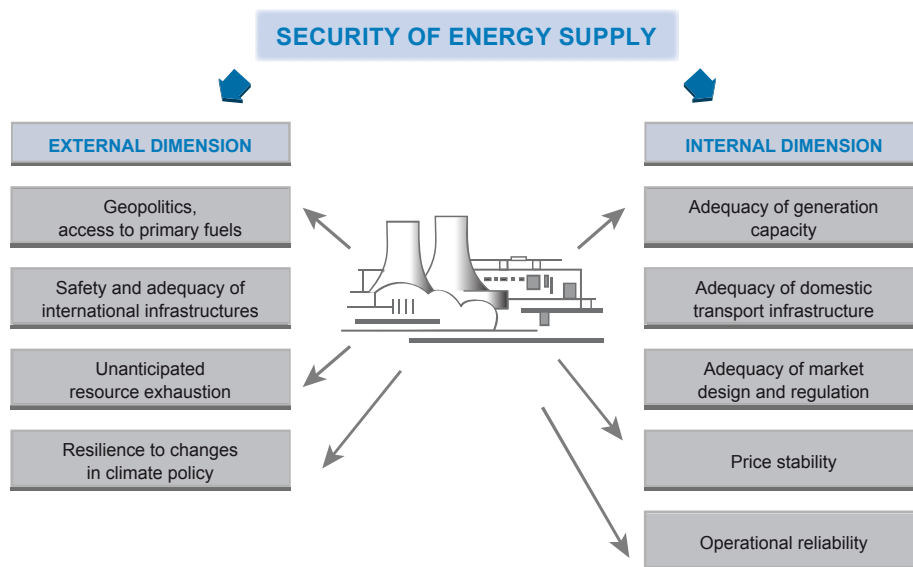 SECURITY OF ENERGY SUPPLY
EXTERNAL DIMENSION
Geopolitics,
access to primary fuels
Safety and adequacy of
international infrastructures
Unanticipated
resource exhaustion
Resilience to changes
in climate policy
INTERNAL DIMENSION
Adequacy of generation
capacity
Adequacy of domestic
transport infrastructure
Adequacy of market
design and regulation
Price stability
Operational reliability